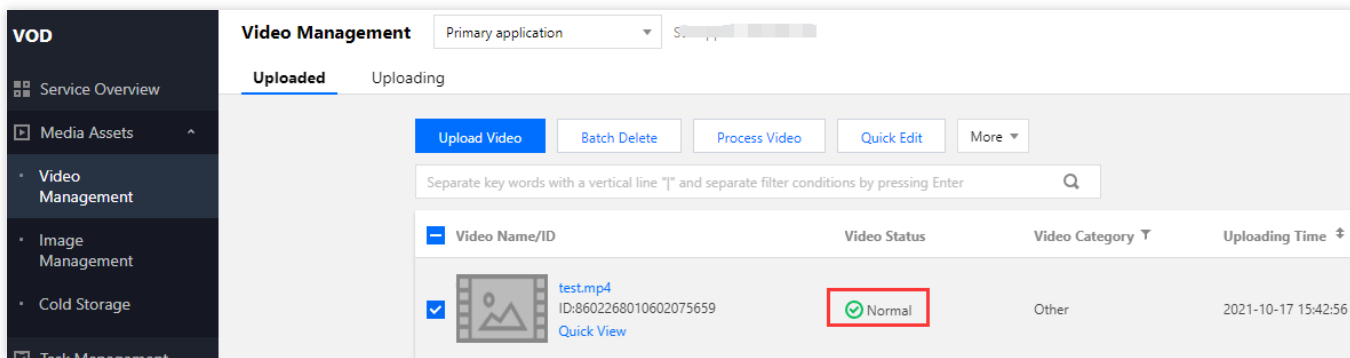 VOD
Service Overview
Media Assets
Video
Management
Image
Management
Cold Storage
Task Management
Video Management
Primary application
Uploaded
Uploading
Upload Video
Batch Delete
Process Video
Quick Edit
More
Separate key words with a vertical line "|" and separate filter conditions by pressing Enter
Video Name/ID
Video Status
Video Category
Uploading Time
test.mp4
ID:8602268010602075659
Quick View
Normal
Other
2021-10-17 15:42:56